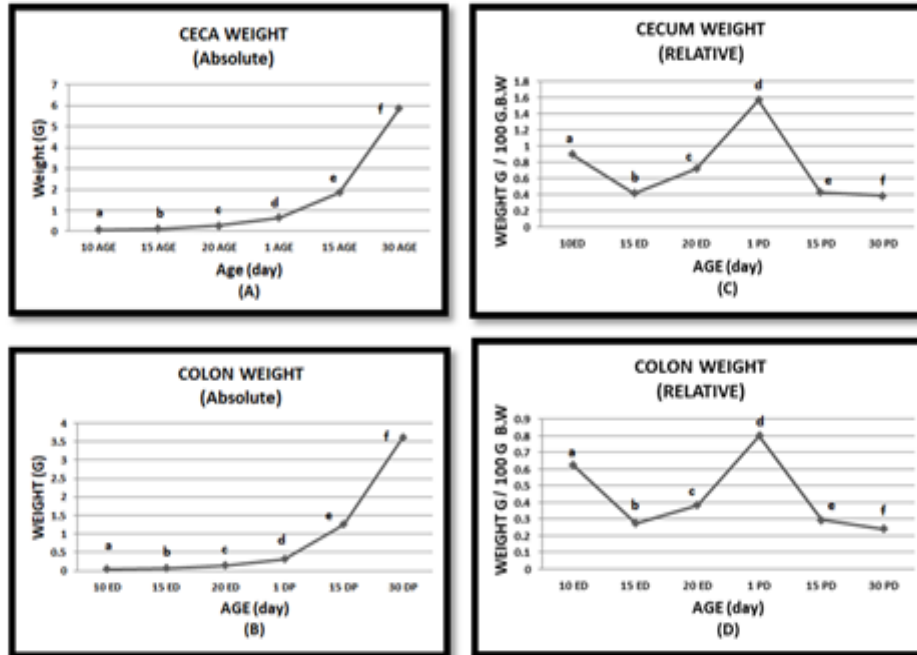 CECA WEIGHT
(Absolute)
Weight (G)
7
6
5
4
3
2
1
0
a
b
c
d
e
f
10 AGE 15 AGE 20 AGE 1 AGE 15 AGE 30 AGE
Age (day)
(A)
CECUM WEIGHT
(RELATIVE)
WEIGHT G / 100 G.B.W
1.8
1.6
1.4
1.2
1
0.8
0.6
0.4
0.2
0
a
b
c
d
e
f
10ED 15 ED 20 ED 1 PD 15 PD 30 PD
AGE (day)
(C)
COLON WEIGHT
(Absolute)
WEIGHT (G)
4
3.5
3
2.5
2
1.5
1
0.5
0
a
b
c
d
e
f
10 ED 15 ED 20 ED 1 DP 15 DP 30 DP
AGE (day)
(B)
COLON WEIGHT
(RELATIVE)
WEIGHT G / 100 G B.W
0.9
0.8
0.7
0.6
0.5
0.4
0.3
0.2
0.1
0
a
b
c
d
e
f
10 ED 15 ED 20 ED 1 PD 15 PD 30 PD
AGE (day)
(D)